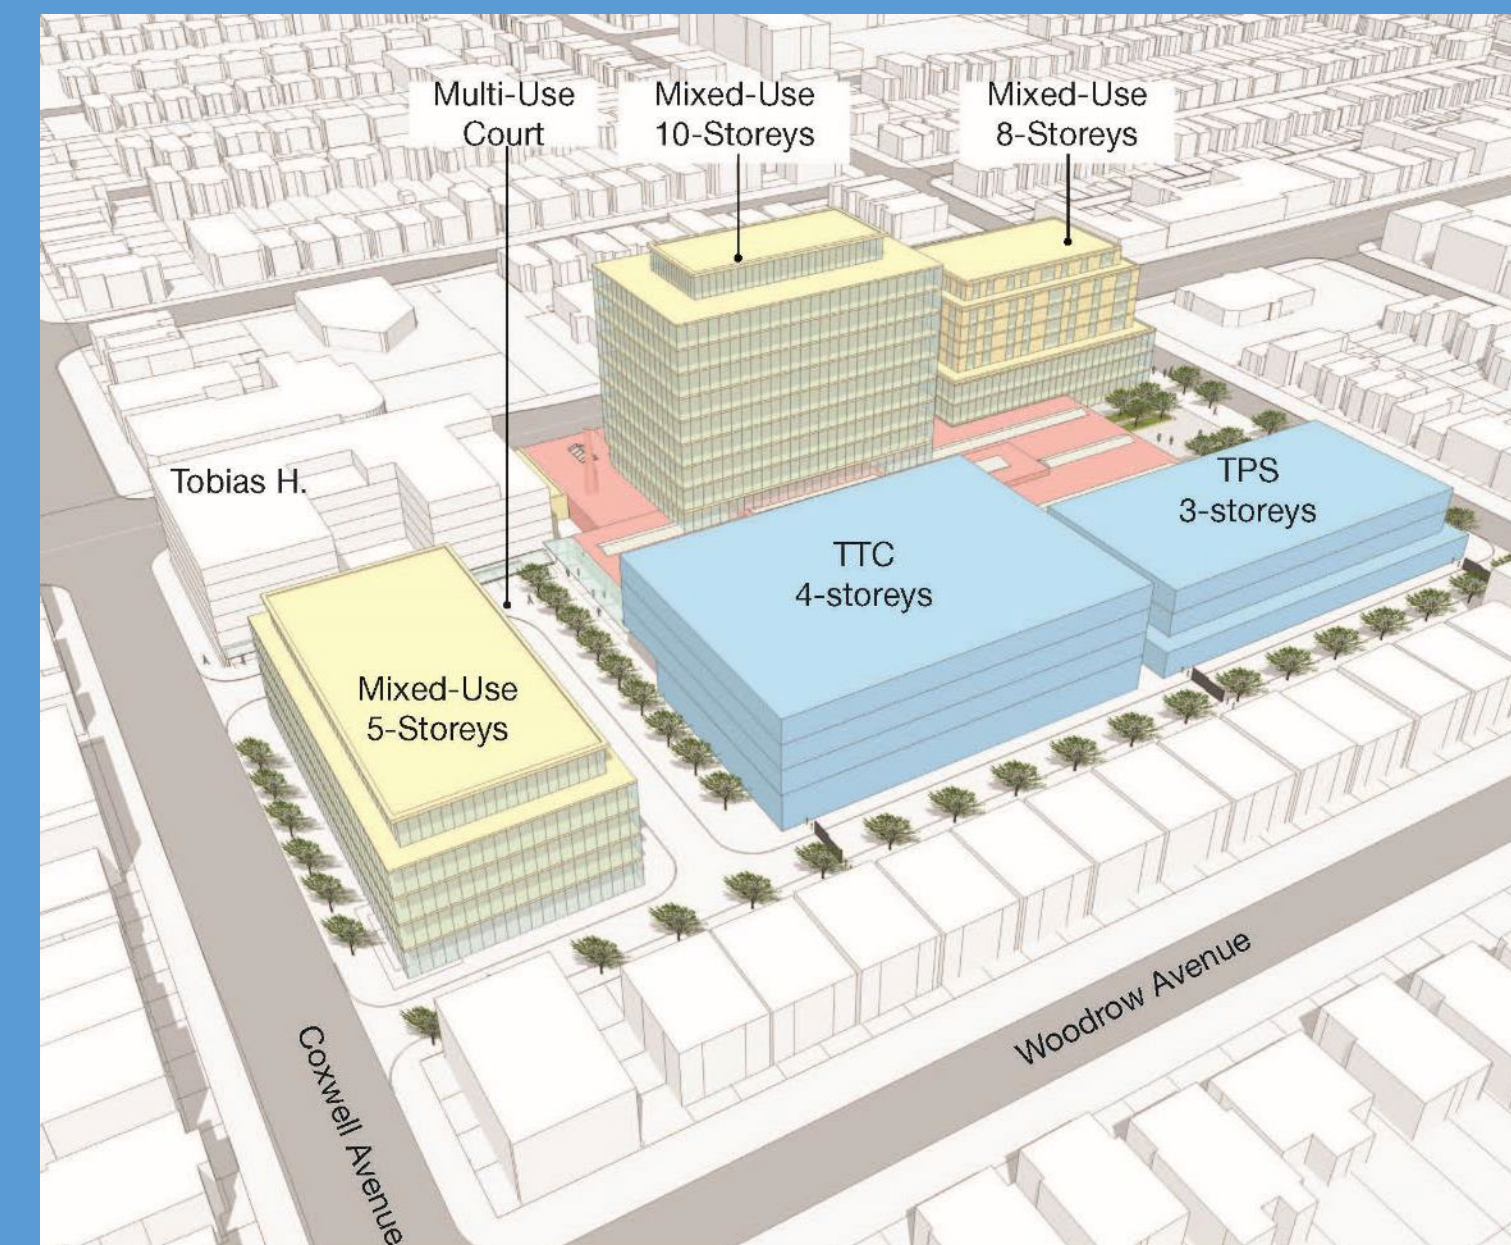 Multi-Use
Court
Mixed-Use
10-Storeys
Mixed-Use
8-Storeys
Tobias H.
TPS
3-storeys
TTC
4-storeys
Mixed-Use
5-Storeys
Coxwell Avenue
Woodrow Avenue